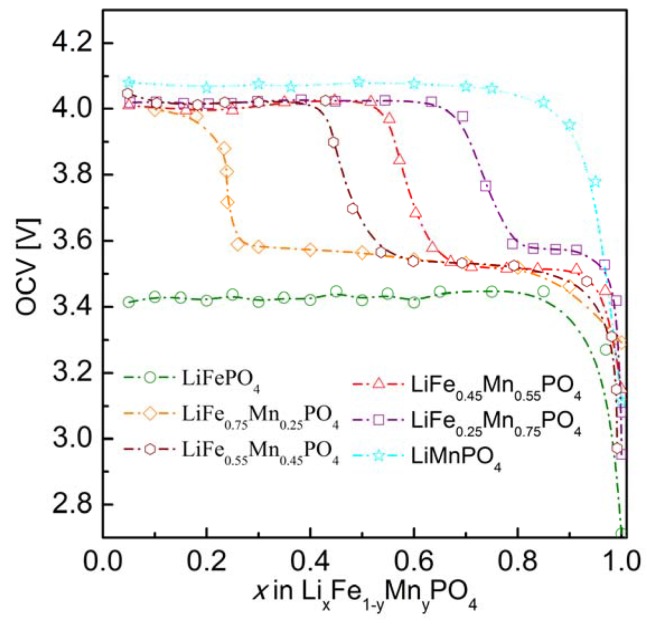 4.2
4.0
3.8
3.6
3.4
3.2
3.0
2.8
OCV [V]
LiFePO₄
LiFe₀.₇₅Mn₀.₂₅PO₄
LiFe₀.₅₅Mn₀.₄₅PO₄
LiFe₀.₄₅Mn₀.₅₅PO₄
LiFe₀.₂₅Mn₀.₇₅PO₄
LiMnPO₄
0.0 0.2 0.4 0.6 0.8 1.0
x in LiₓFe₁₋yMnyPO₄